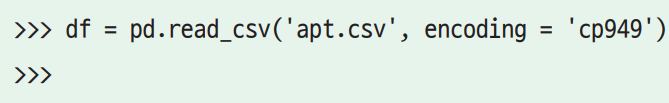 >>> df = pd.read_csv('apt.csv', encoding = 'cp949')
>>>